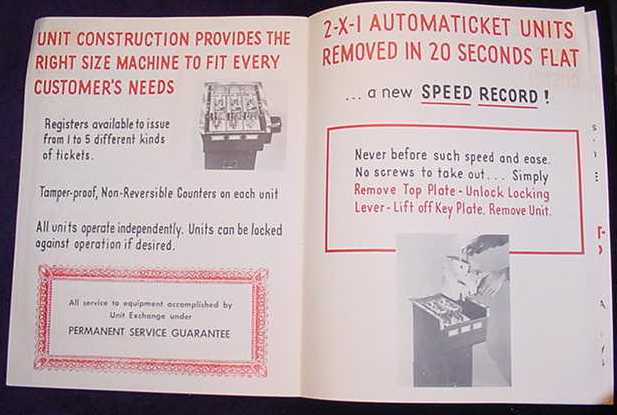 UNIT CONSTRUCTION PROVIDES THE
RIGHT SIZE MACHINE TO FIT EVERY
CUSTOMER'S NEEDS
Registers available to issue
from 1 to 5 different kinds
of tickets.
Tamper-proof, Non-Reversible Counters on each unit
All units operate independently. Units can be locked
against operation if desired.
All service to equipment accomplished by
Unit Exchange under
PERMANENT SERVICE GUARANTEE
2-X-1 AUTOMATICKET UNITS
REMOVED IN 20 SECONDS FLAT
... a new SPEED RECORD!
Never before such speed and ease.
No screws to take out... Simply
Remove Top Plate - Unlock Locking
Lever - Lift off Key Plate. Remove Unit.